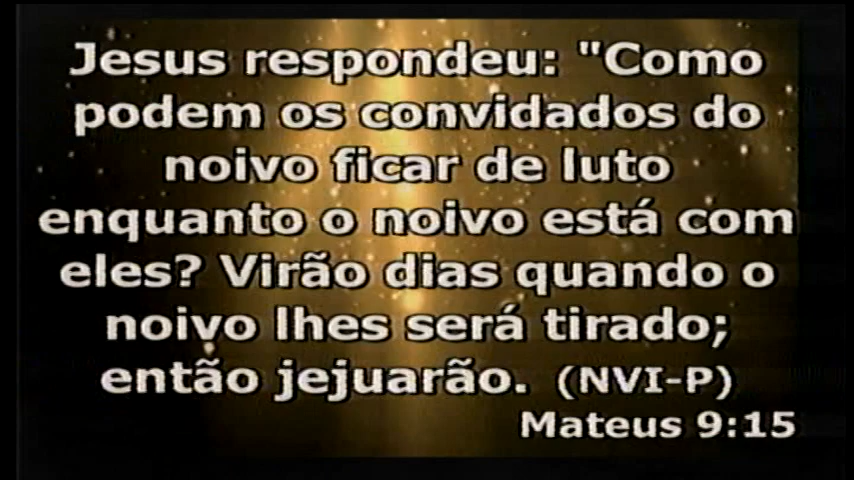 Jesus respondeu: "Como
podem os convidados do
noivo ficar de luto
enquanto o noivo está com
eles? Virão dias quando o
noivo lhes será tirado;
então jejuarão. (NVI-P)
Mateus 9:15